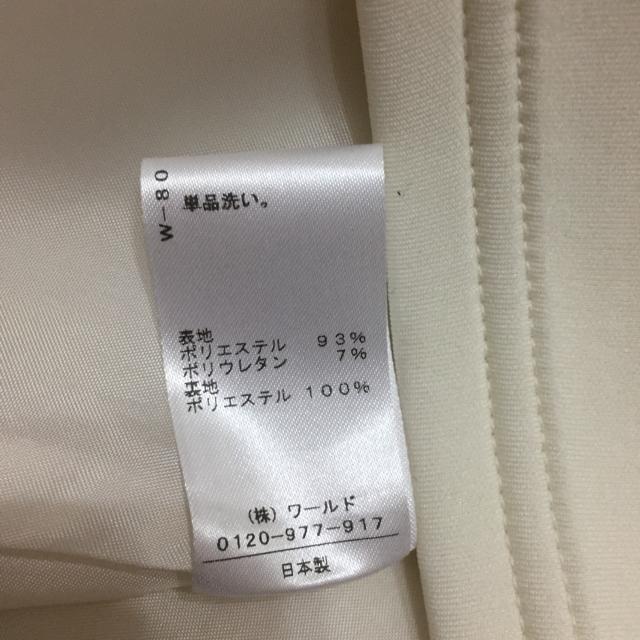 W-80
単品洗い。
表地
ポリエステル 93%
ポリウレタン 7%
裏地
ポリエステル 100%
(株)ワールド
0120-977-917
日本製